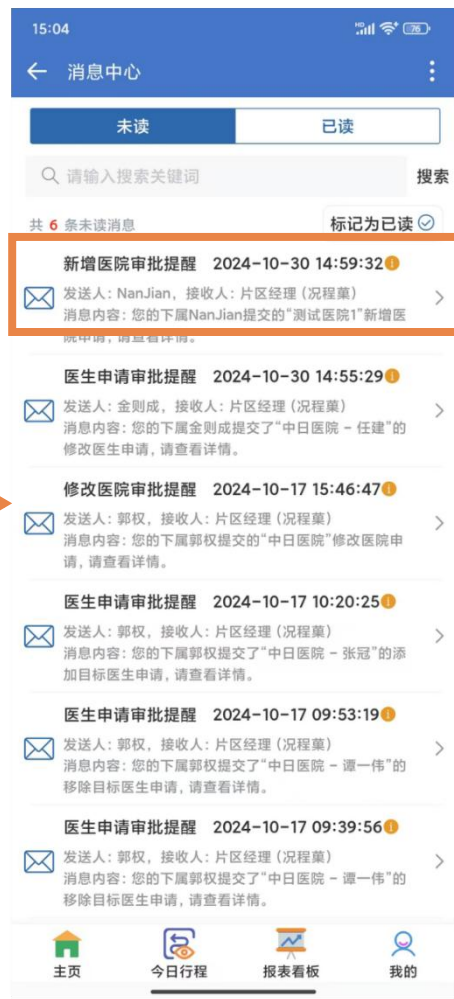 15:04
76
消息中心
未读
已读
请输入搜索关键词
搜索
共 6 条未读消息
标记为已读
新增医院审批提醒 2024-10-30 14:59:32
发送人: NanJian, 接收人: 片区经理 (况程菓)
消息内容: 您的下属NanJian提交的“测试医院1”新增医
院申请, 请查看详情。
医生申请审批提醒 2024-10-30 14:55:29
发送人: 金则成, 接收人: 片区经理 (况程菓)
消息内容: 您的下属金则成提交了“中日医院 - 任建”的
修改医生申请, 请查看详情。
修改医院审批提醒 2024-10-17 15:46:47
发送人: 郭权, 接收人: 片区经理 (况程菓)
消息内容: 您的下属郭权提交的“中日医院”修改医院申
请, 请查看详情。
医生申请审批提醒 2024-10-17 10:20:25
发送人: 郭权, 接收人: 片区经理 (况程菓)
消息内容: 您的下属郭权提交了“中日医院 - 张冠”的添
加目标医生申请, 请查看详情。
医生申请审批提醒 2024-10-17 09:53:19
发送人: 郭权, 接收人: 片区经理 (况程菓)
消息内容: 您的下属郭权提交了“中日医院 - 谭一伟”的
移除目标医生申请, 请查看详情。
医生申请审批提醒 2024-10-17 09:39:56
发送人: 郭权, 接收人: 片区经理 (况程菓)
消息内容: 您的下属郭权提交了“中日医院 - 谭一伟”的
移除目标医生申请, 请查看详情。
主页
今日行程
报表看板
我的